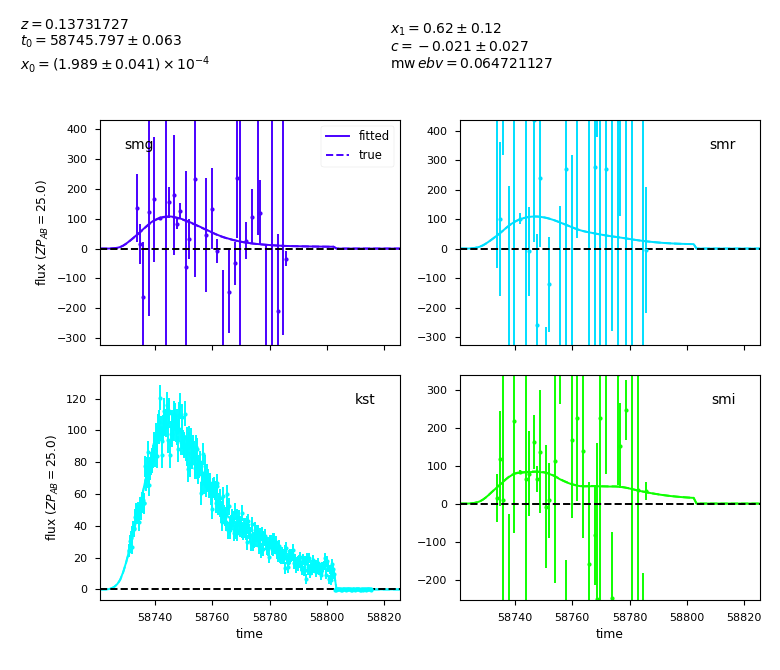 z = 0.13731727
t₀ = 58745.797 ± 0.063
x₀ = (1.989 ± 0.041) × 10⁻⁴
x₁ = 0.62 ± 0.12
c = −0.021 ± 0.027
mw ebv = 0.064721127
400
300
200
100
0
−100
−200
−300
flux (ZP_AB = 25.0)
smg
fitted
true
400
300
200
100
0
−100
−200
−300
smr
120
100
80
60
40
20
0
flux (ZP_AB = 25.0)
kst
58740 58760 58780 58800 58820
time
300
200
100
0
−100
−200
smi
58740 58760 58780 58800 58820
time